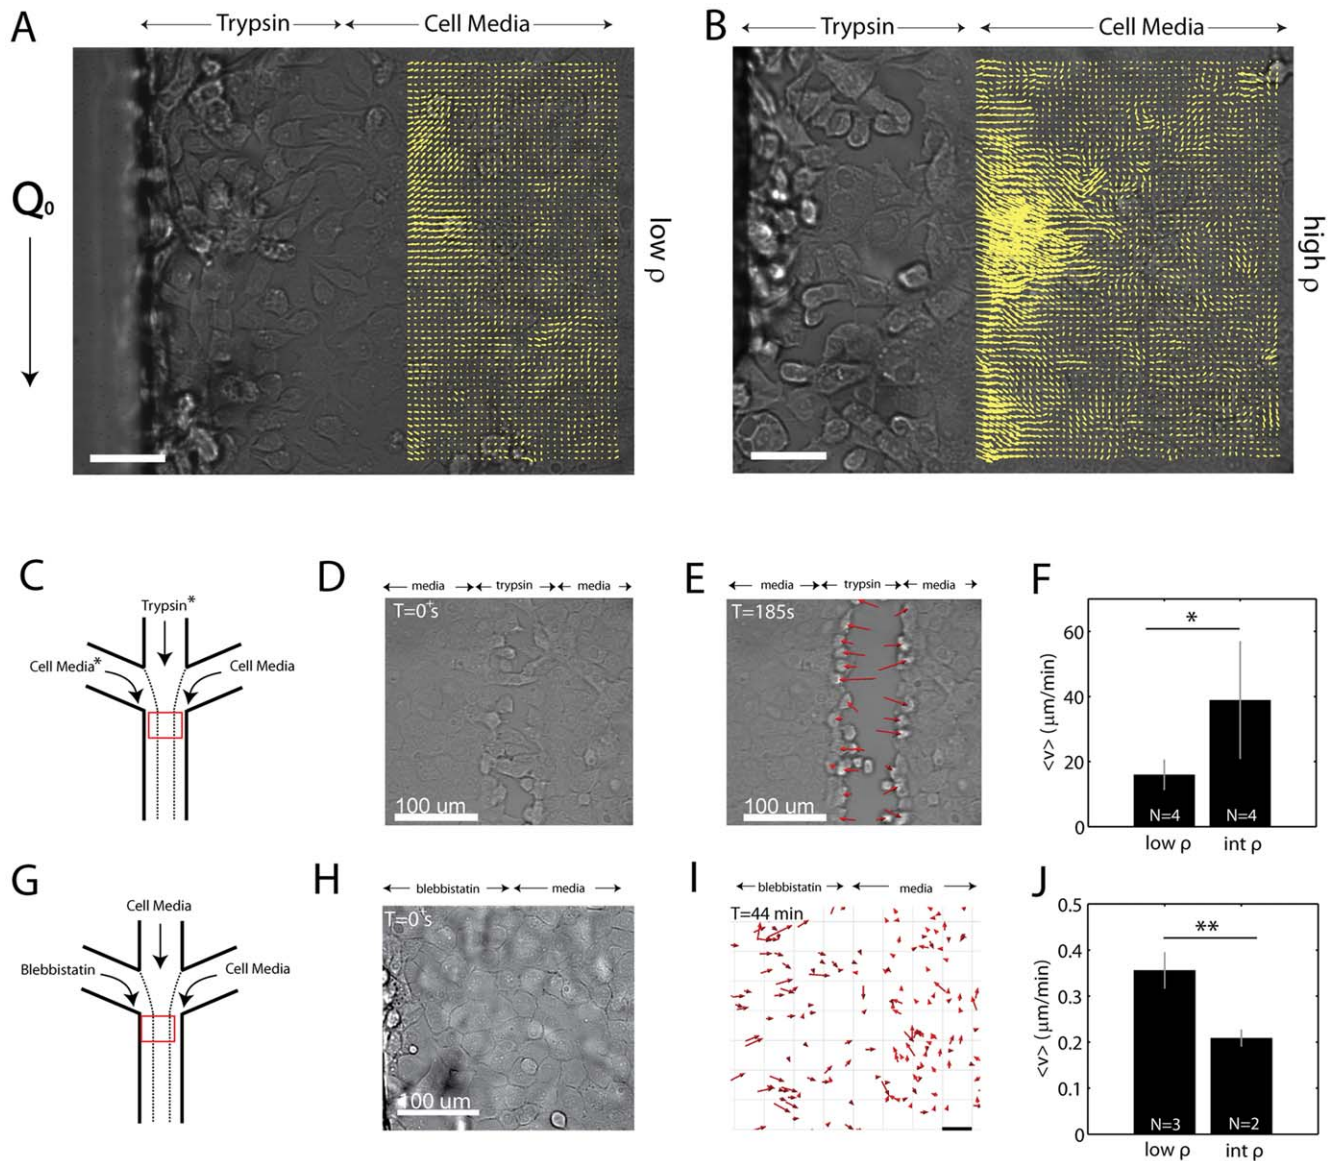 A
Trypsin
Cell Media
B
Trypsin
Cell Media
Q₀
low ρ
high ρ
C
Trypsin*
Cell Media*
Cell Media
D
media
trypsin
media
T=0⁺s
100 um
E
media
trypsin
media
T=185s
100 um
F
<v> (μm/min)
60
40
20
0
*
N=4
N=4
low ρ
int ρ
G
Cell Media
Blebbistatin
Cell Media
H
blebbistatin
media
T=0⁺s
100 um
I
blebbistatin
media
T=44 min
J
<v> (μm/min)
0.5
0.4
0.3
0.2
0.1
0
**
N=3
N=2
low ρ
int ρ